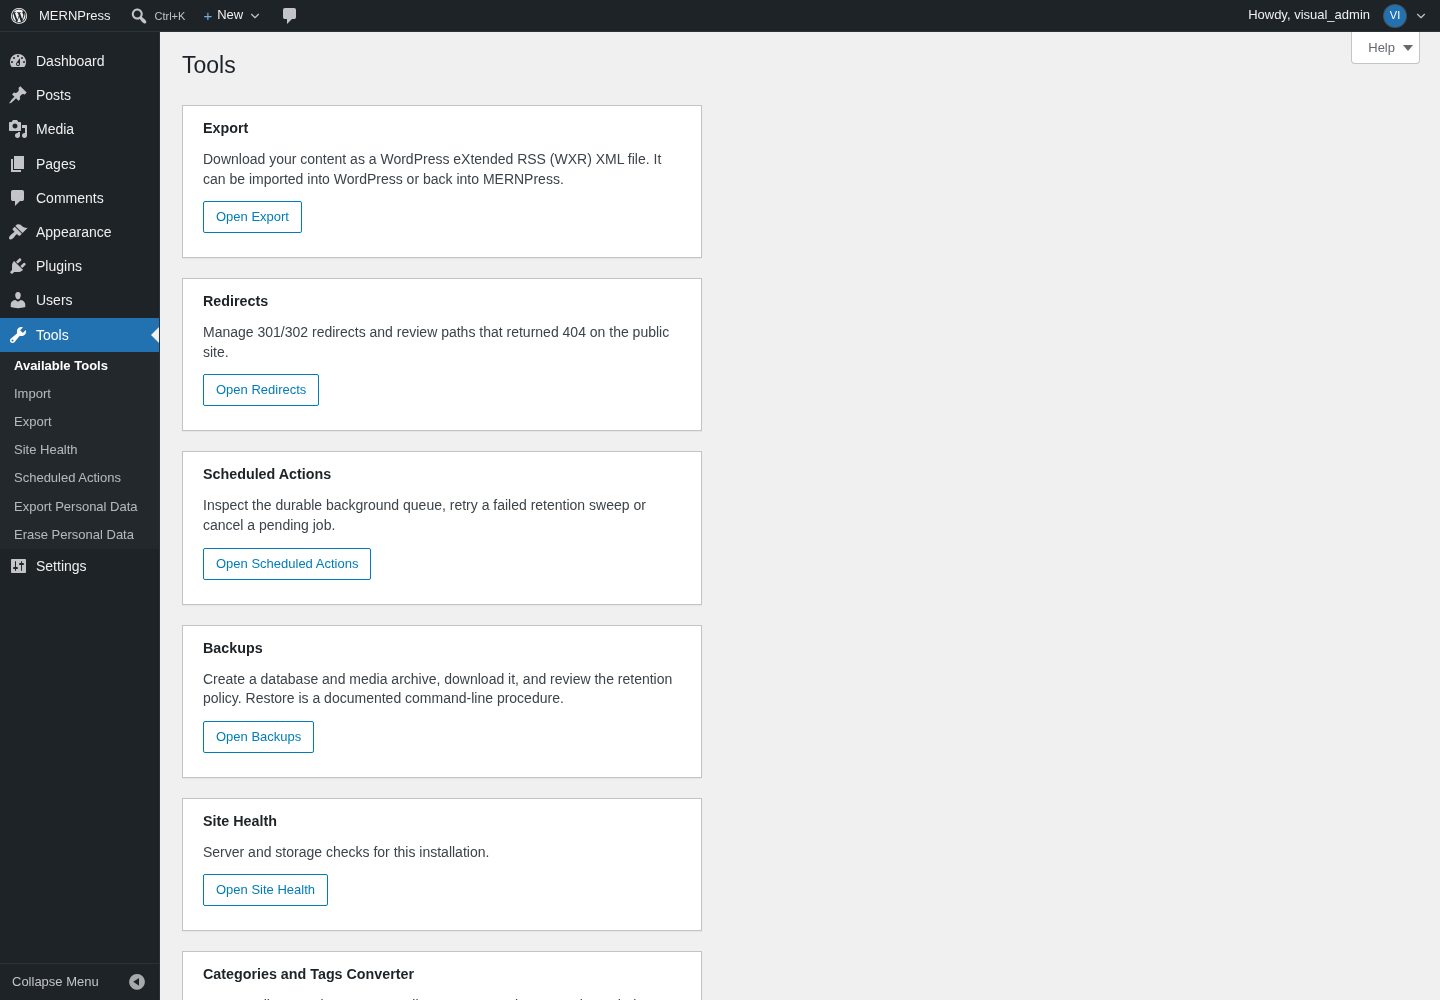 MERNPress
Ctrl+K
+ New
Howdy, visual_admin
VI
Help
Dashboard
Posts
Media
Pages
Comments
Appearance
Plugins
Users
Tools
Available Tools
Import
Export
Site Health
Scheduled Actions
Export Personal Data
Erase Personal Data
Settings
Collapse Menu
Tools
Export
Download your content as a WordPress eXtended RSS (WXR) XML file. It
can be imported into WordPress or back into MERNPress.
Open Export
Redirects
Manage 301/302 redirects and review paths that returned 404 on the public
site.
Open Redirects
Scheduled Actions
Inspect the durable background queue, retry a failed retention sweep or
cancel a pending job.
Open Scheduled Actions
Backups
Create a database and media archive, download it, and review the retention
policy. Restore is a documented command-line procedure.
Open Backups
Site Health
Server and storage checks for this installation.
Open Site Health
Categories and Tags Converter